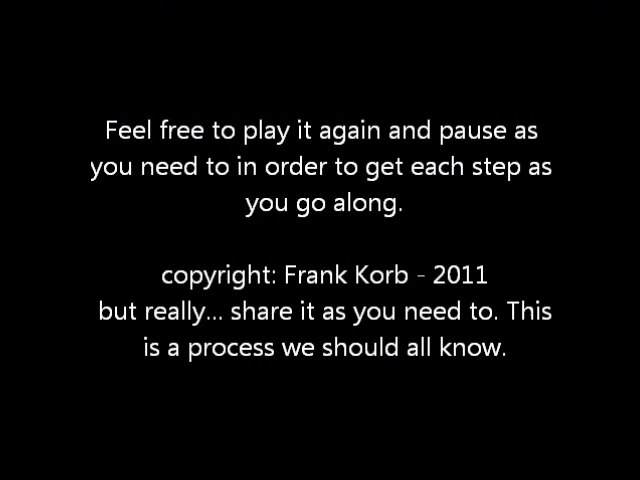 Feel free to play it again and pause as
you need to in order to get each step as
you go along.
copyright: Frank Korb - 2011
but really... share it as you need to. This
is a process we should all know.